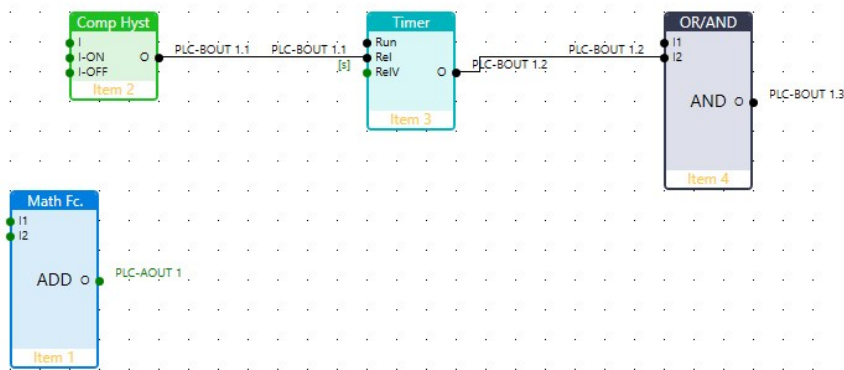 Comp Hyst
I
I-ON O
I-OFF
Item 2
PLC-BOUT 1.1
PLC-BOUT 1.1
Timer
Run
Rel
[s] RelV O
Item 3
PLC-BOUT 1.2
PLC-BOUT 1.2
OR/AND
I1
I2
AND O
Item 4
PLC-BOUT 1.3
Math Fc.
I1
I2
ADD O
Item 1
PLC-AOUT 1